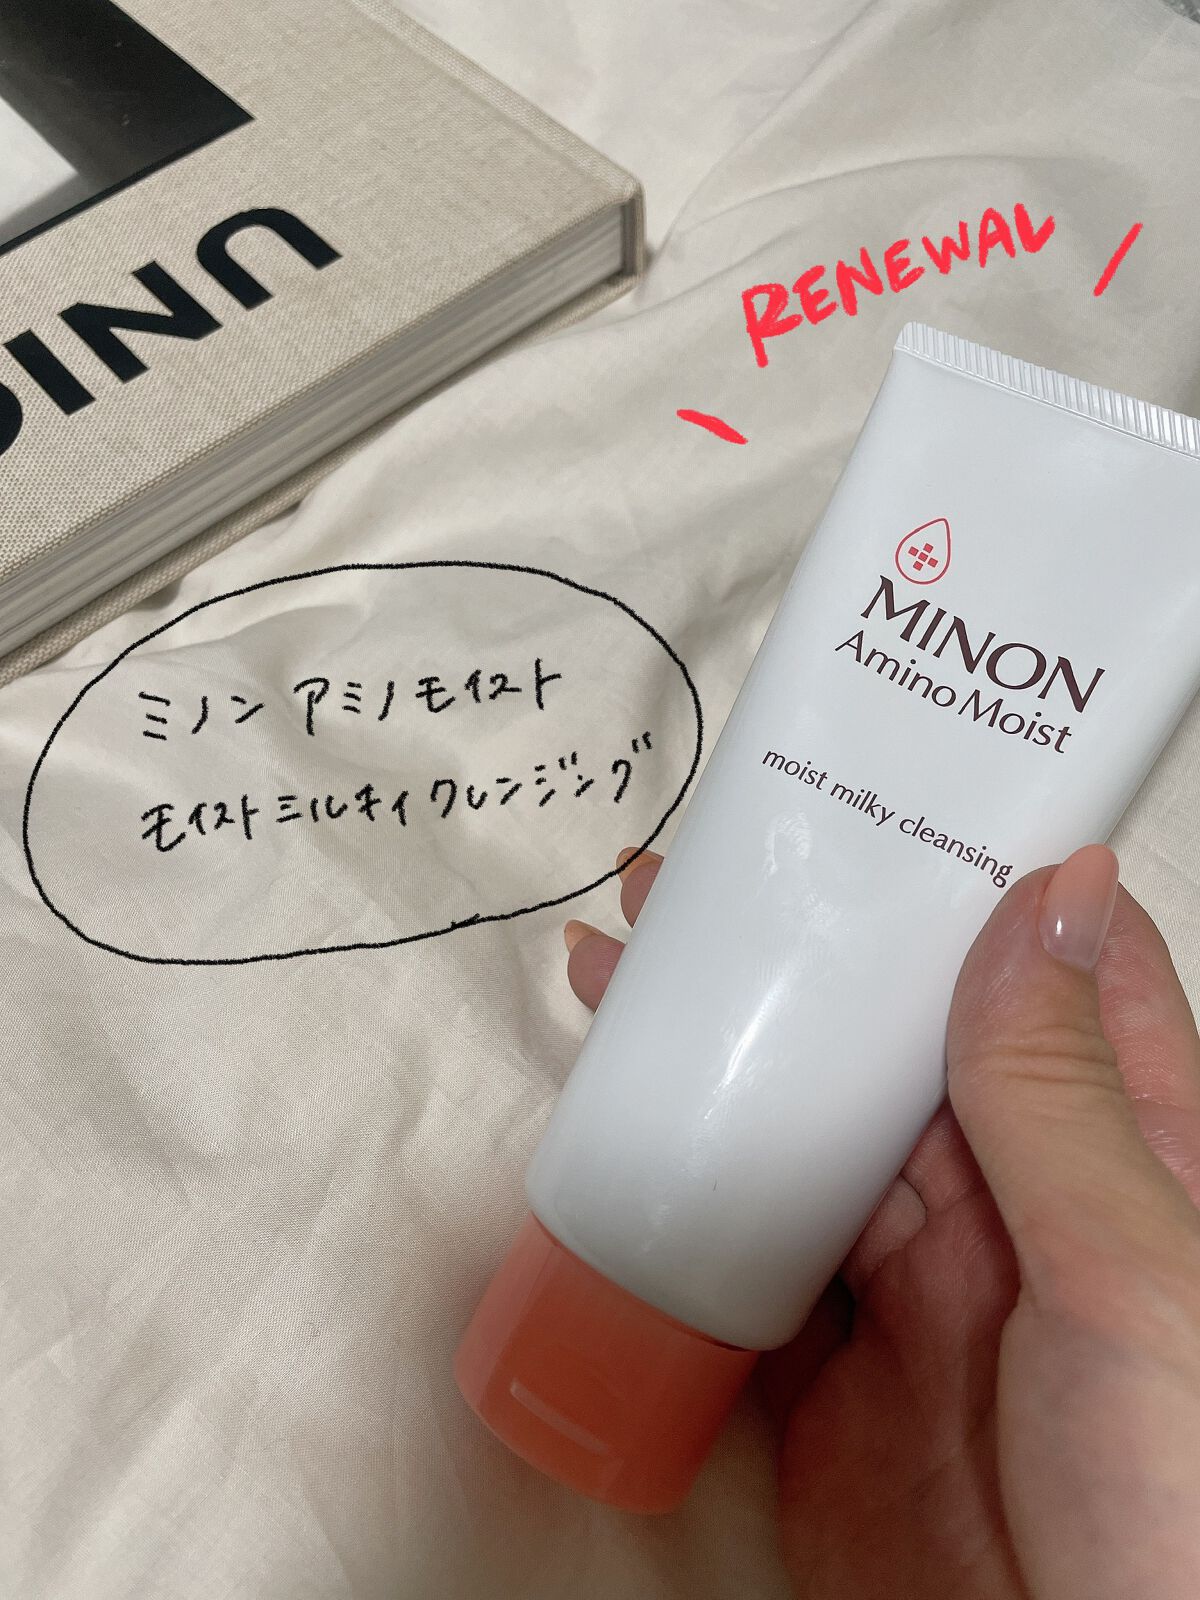 RENEWAL
MINON
Amino Moist
moist milky cleansing
ミノン アミノモイスト
モイストミルキィクレンジング
UNI